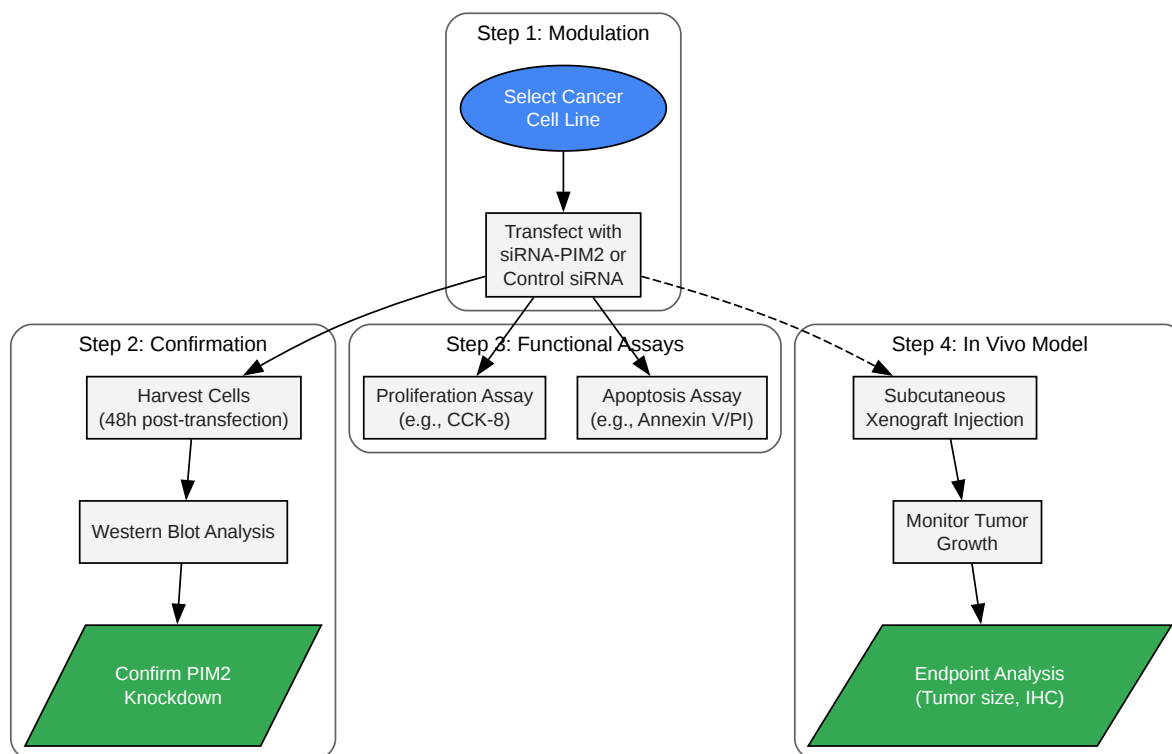 Step 1: Modulation
Select Cancer
Cell Line
Transfect with
siRNA-PIM2 or
Control siRNA
Step 2: Confirmation
Harvest Cells
(48h post-transfection)
Western Blot Analysis
Confirm PIM2
Knockdown
Step 3: Functional Assays
Proliferation Assay
(e.g., CCK-8)
Apoptosis Assay
(e.g., Annexin V/PI)
Step 4: In Vivo Model
Subcutaneous
Xenograft Injection
Monitor Tumor
Growth
Endpoint Analysis
(Tumor size, IHC)